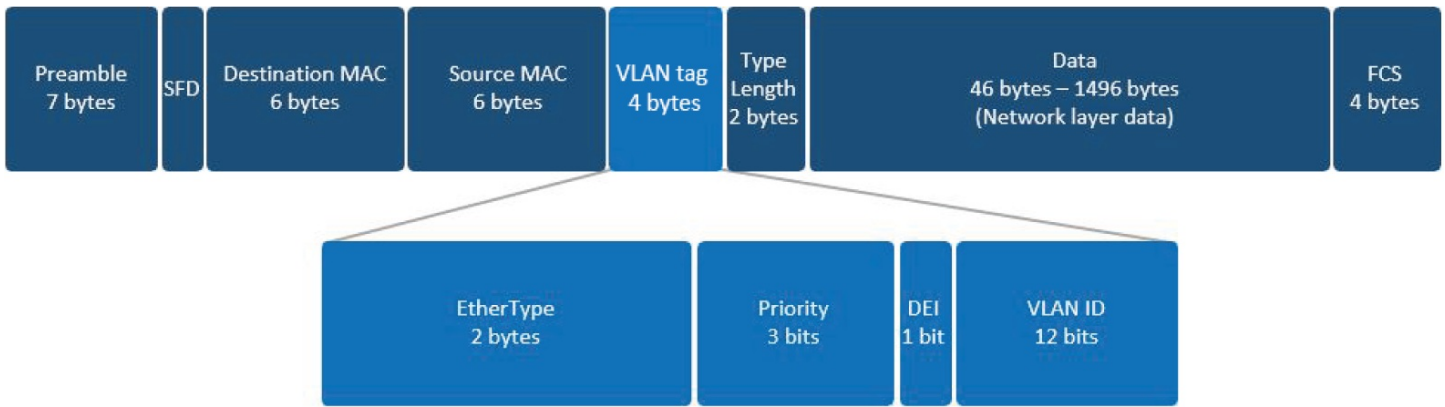 Preamble
7 bytes
SFD
Destination MAC
6 bytes
Source MAC
6 bytes
VLAN tag
4 bytes
Type
Length
2 bytes
Data
46 bytes – 1496 bytes
(Network layer data)
FCS
4 bytes
EtherType
2 bytes
Priority
3 bits
DEI
1 bit
VLAN ID
12 bits